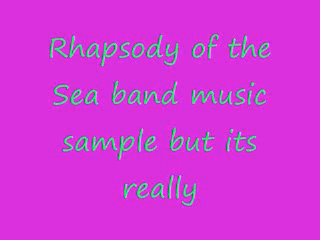 Rhapsody of the
Sea band music
sample but its
really